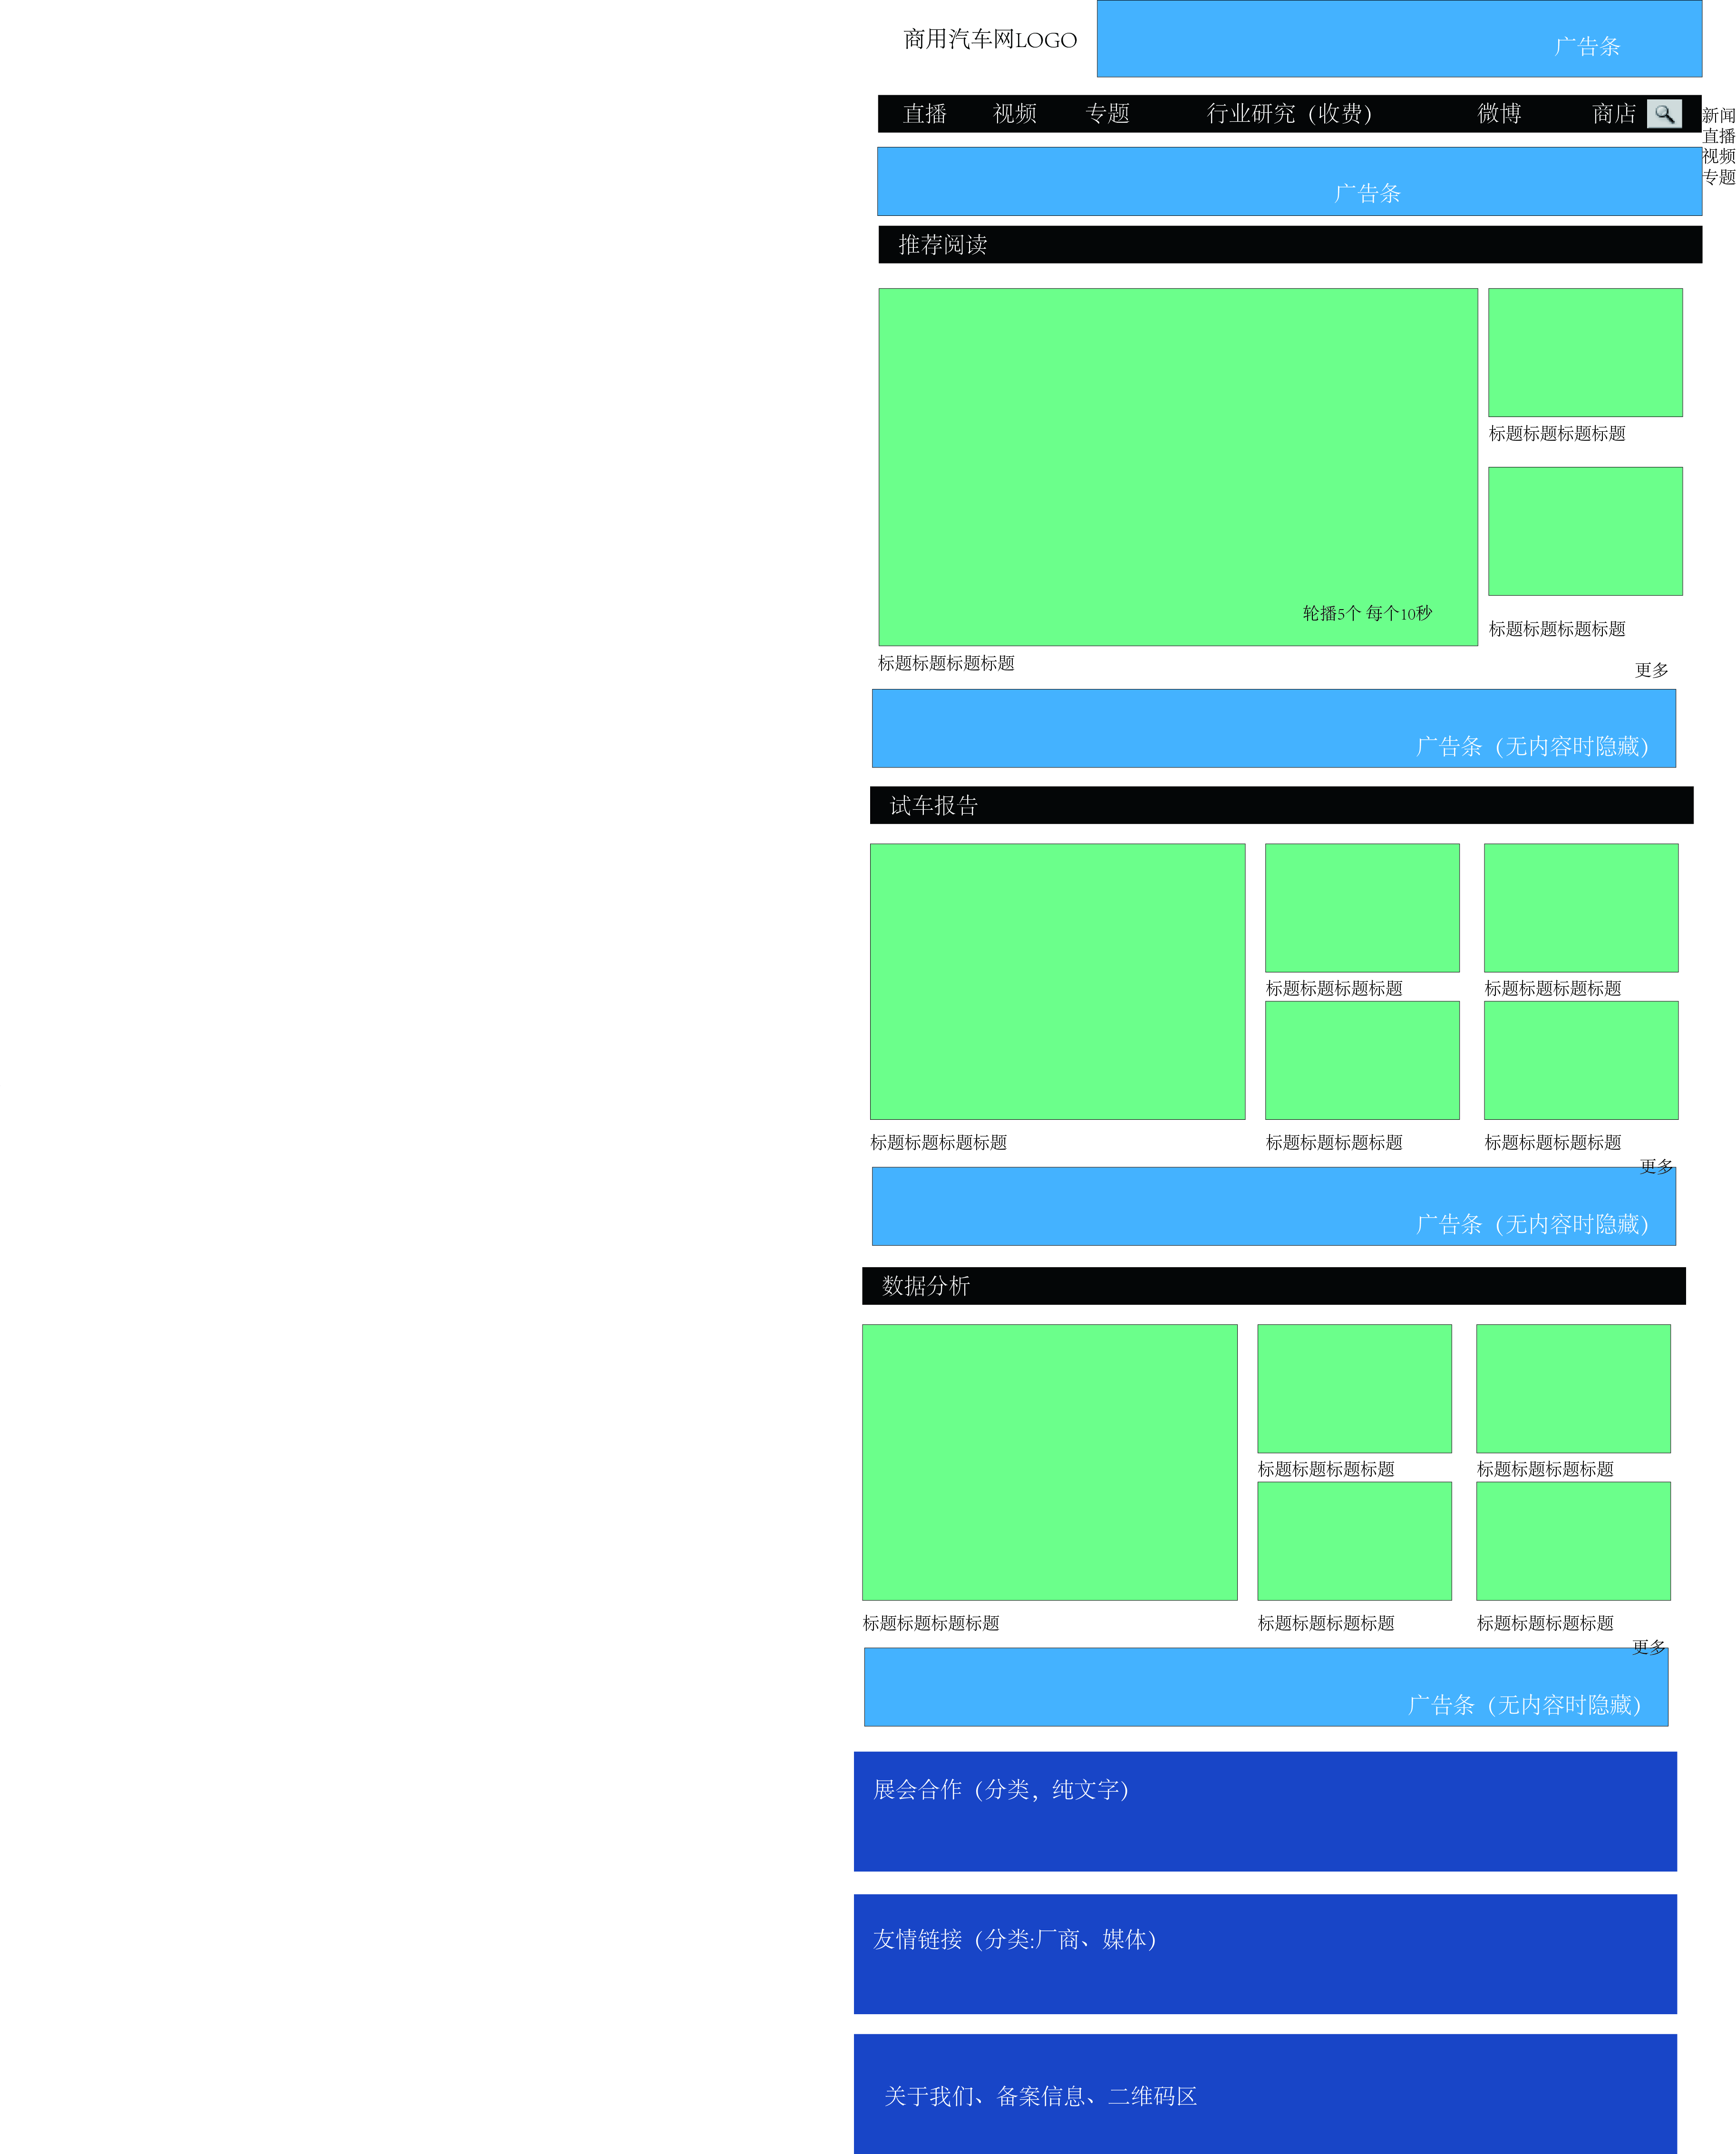 商用汽车网LOGO
广告条
直播 视频 专题 行业研究（收费） 微博 商店
新闻
直播
视频
专题
广告条
推荐阅读
标题标题标题标题
轮播5个 每个10秒
标题标题标题标题
标题标题标题标题
更多
广告条（无内容时隐藏）
试车报告
标题标题标题标题 标题标题标题标题
标题标题标题标题 标题标题标题标题 标题标题标题标题
更多
广告条（无内容时隐藏）
数据分析
标题标题标题标题 标题标题标题标题
标题标题标题标题 标题标题标题标题 标题标题标题标题
更多
广告条（无内容时隐藏）
展会合作（分类，纯文字）
友情链接（分类:厂商、媒体）
关于我们、备案信息、二维码区